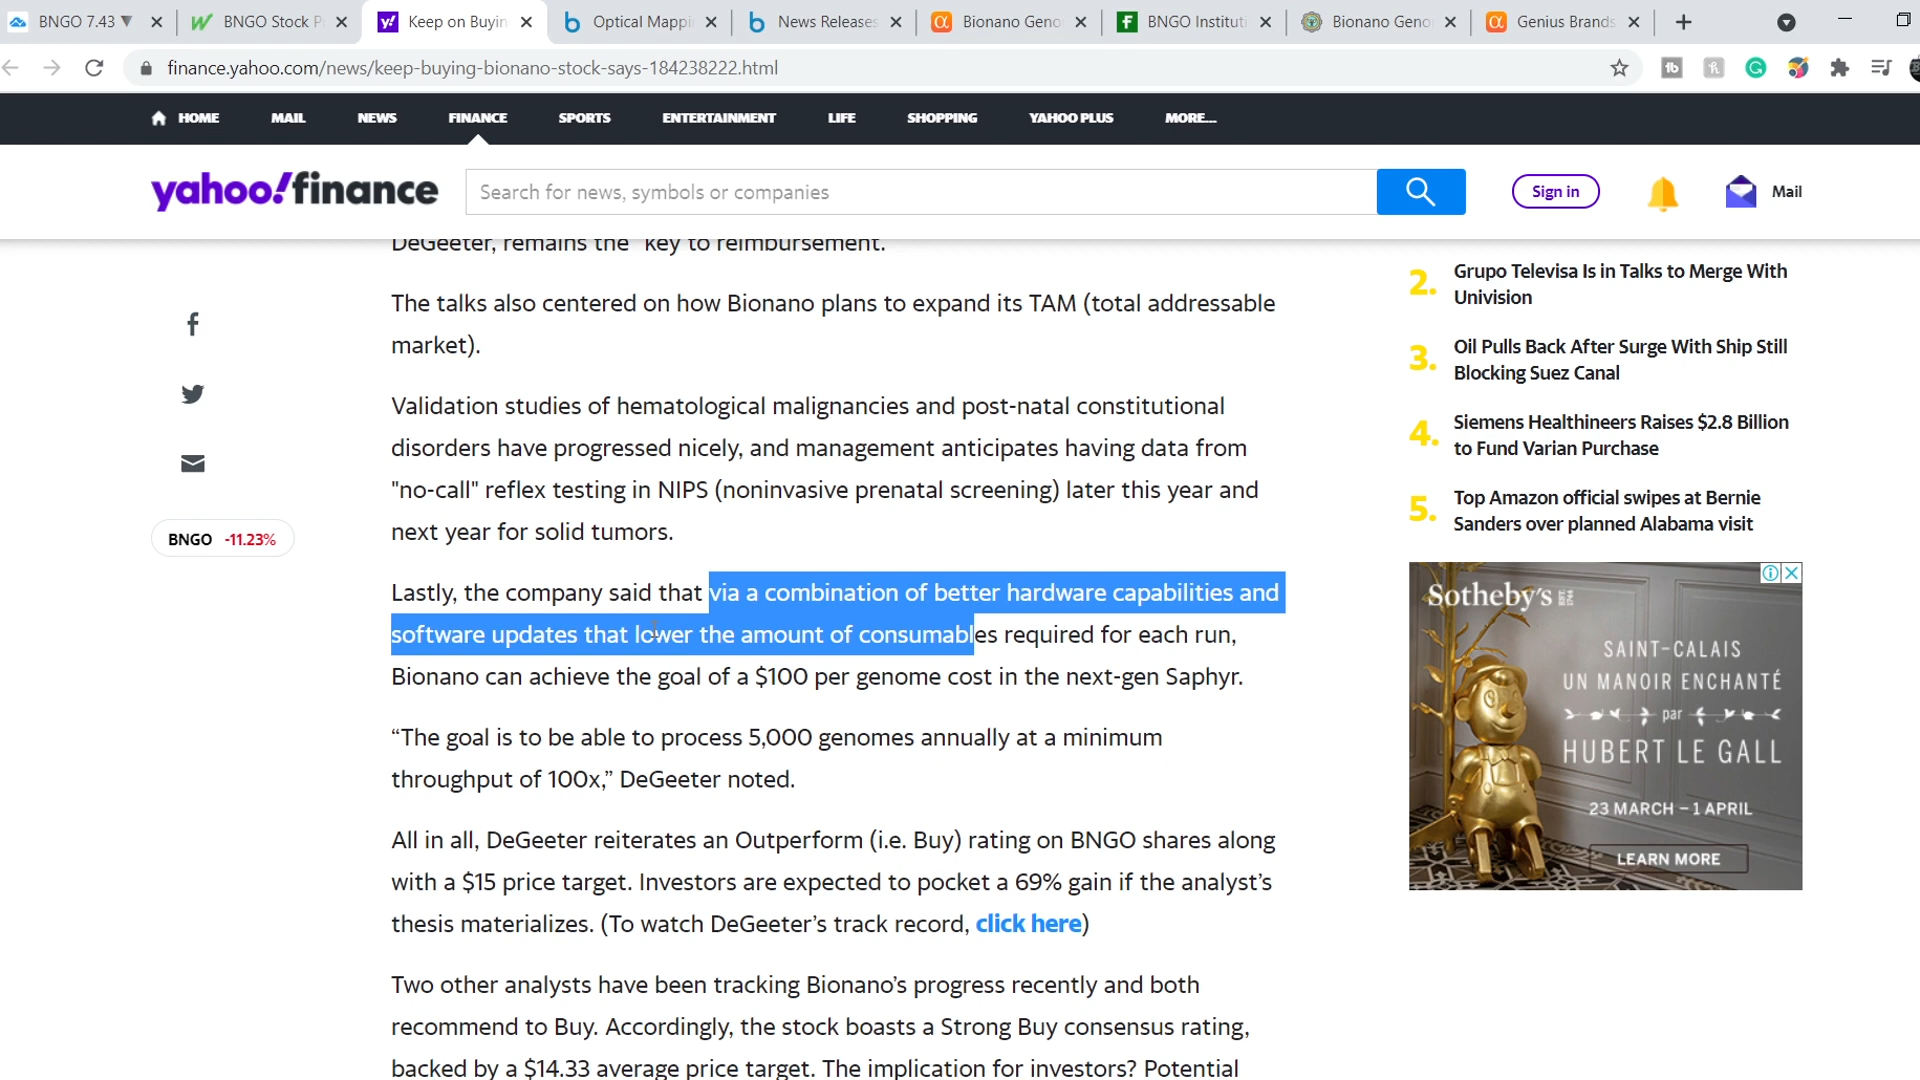 BNGO 7.43 ▼
BNGO Stock P
Keep on Buyin
Optical Mappi
News Releases
Bionano Geno
BNGO Instituti
Bionano Geno
Genius Brands
finance.yahoo.com/news/keep-buying-bionano-stock-says-184238222.html
HOME MAIL NEWS FINANCE SPORTS ENTERTAINMENT LIFE SHOPPING YAHOO PLUS MORE...
yahoo!finance
Search for news, symbols or companies
Sign in
Mail
DeGeeter, remains the "key to reimbursement."
The talks also centered on how Bionano plans to expand its TAM (total addressable
market).
Validation studies of hematological malignancies and post-natal constitutional
disorders have progressed nicely, and management anticipates having data from
"no-call" reflex testing in NIPS (noninvasive prenatal screening) later this year and
next year for solid tumors.
BNGO -11.23%
Lastly, the company said that via a combination of better hardware capabilities and
software updates that lower the amount of consumables required for each run,
Bionano can achieve the goal of a $100 per genome cost in the next-gen Saphyr.
“The goal is to be able to process 5,000 genomes annually at a minimum
throughput of 100x,” DeGeeter noted.
All in all, DeGeeter reiterates an Outperform (i.e. Buy) rating on BNGO shares along
with a $15 price target. Investors are expected to pocket a 69% gain if the analyst’s
thesis materializes. (To watch DeGeeter’s track record, click here)
Two other analysts have been tracking Bionano’s progress recently and both
recommend to Buy. Accordingly, the stock boasts a Strong Buy consensus rating,
backed by a $14.33 average price target. The implication for investors? Potential
2. Grupo Televisa Is in Talks to Merge With
Univision
3. Oil Pulls Back After Surge With Ship Still
Blocking Suez Canal
4. Siemens Healthineers Raises $2.8 Billion
to Fund Varian Purchase
5. Top Amazon official swipes at Bernie
Sanders over planned Alabama visit
Sotheby's
SAINT-CALAIS
UN MANOIR ENCHANTÉ
par
HUBERT LE GALL
23 MARCH – 1 APRIL
LEARN MORE